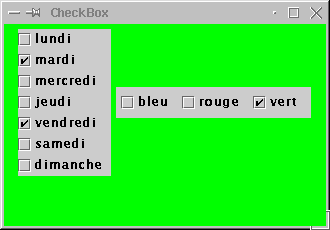 CheckBox
lundi
mardi
mercredi
jeudi
vendredi
samedi
dimanche
bleu rouge vert